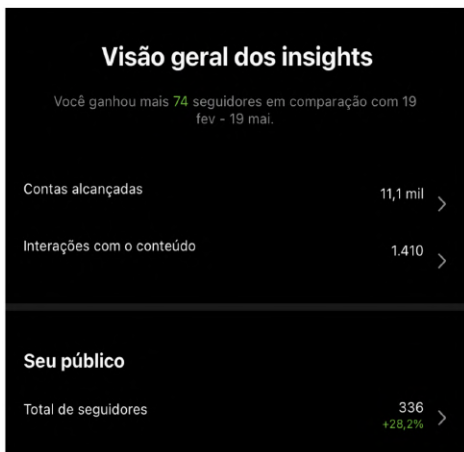 Visão geral dos insights
Você ganhou mais 74 seguidores em comparação com 19
fev - 19 mai.
Contas alcançadas
11,1 mil
Interações com o conteúdo
1.410
Seu público
Total de seguidores
336
+28,2%